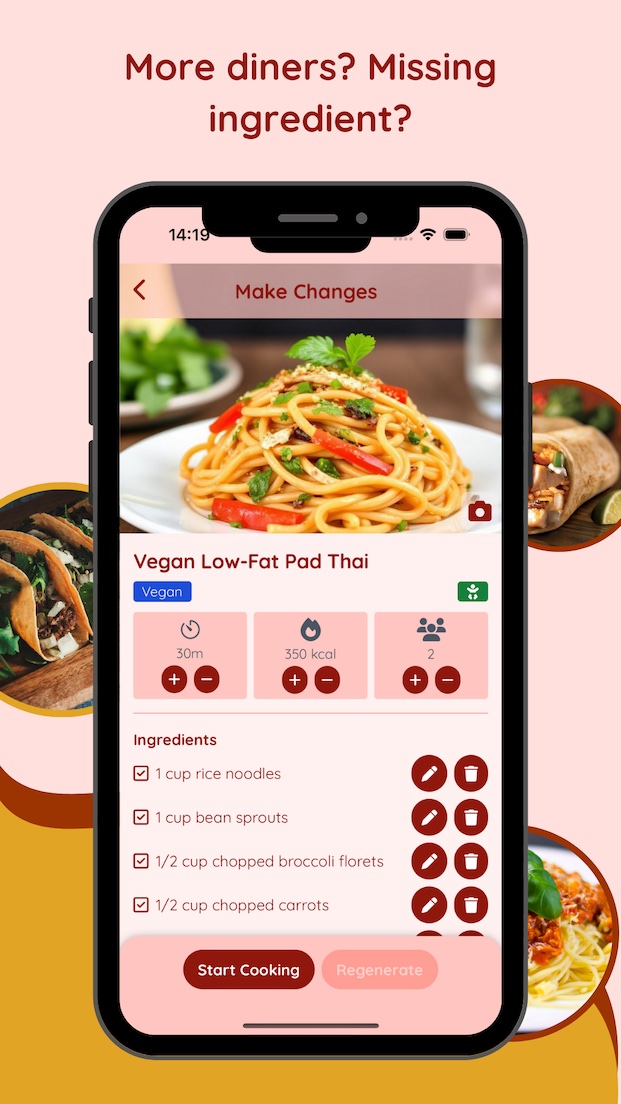 More diners? Missing
ingredient?
14:19
Make Changes
Vegan Low-Fat Pad Thai
Vegan
30m
350 kcal
2
Ingredients
1 cup rice noodles
1 cup bean sprouts
1/2 cup chopped broccoli florets
1/2 cup chopped carrots
Start Cooking
Regenerate